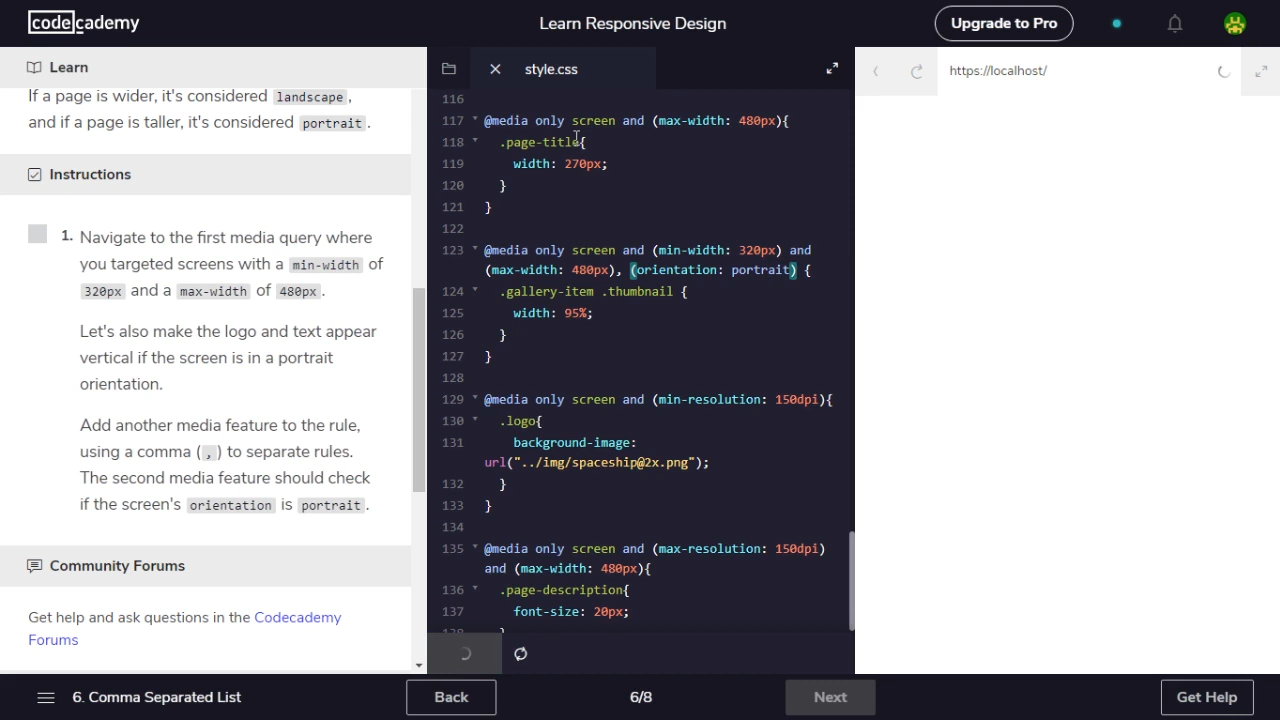 codecademy
Learn Responsive Design
Upgrade to Pro
Learn
If a page is wider, it's considered landscape,
and if a page is taller, it's considered portrait.
Instructions
1. Navigate to the first media query where
you targeted screens with a min-width of
320px and a max-width of 480px.
Let's also make the logo and text appear
vertical if the screen is in a portrait
orientation.
Add another media feature to the rule,
using a comma (,) to separate rules.
The second media feature should check
if the screen's orientation is portrait.
Community Forums
Get help and ask questions in the Codecademy
Forums
style.css
116
117 @media only screen and (max-width: 480px){
118 .page-title{
119 width: 270px;
120 }
121 }
122
123 @media only screen and (min-width: 320px) and
(max-width: 480px), (orientation: portrait) {
124 .gallery-item .thumbnail {
125 width: 95%;
126 }
127 }
128
129 @media only screen and (min-resolution: 150dpi){
130 .logo{
131 background-image:
url("../img/spaceship@2x.png");
132 }
133 }
134
135 @media only screen and (max-resolution: 150dpi)
and (max-width: 480px){
136 .page-description{
137 font-size: 20px;
138 }
https://localhost/
6. Comma Separated List
Back
6/8
Next
Get Help